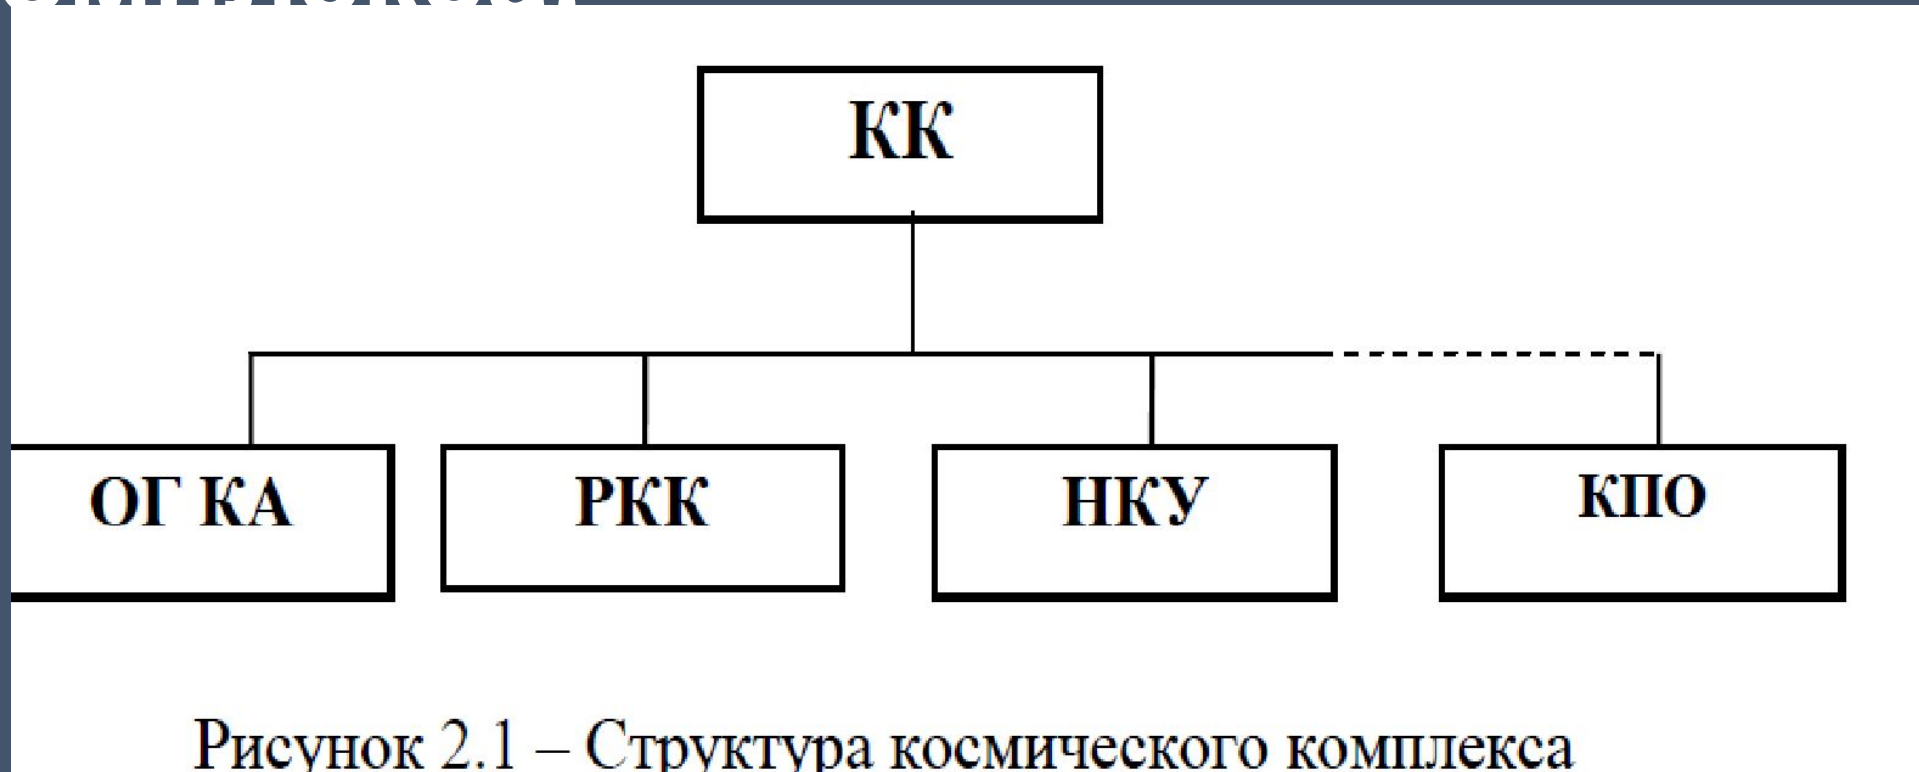 КК
ОГ КА РКК НКУ КПО
Рисунок 2.1 – Структура космического комплекса